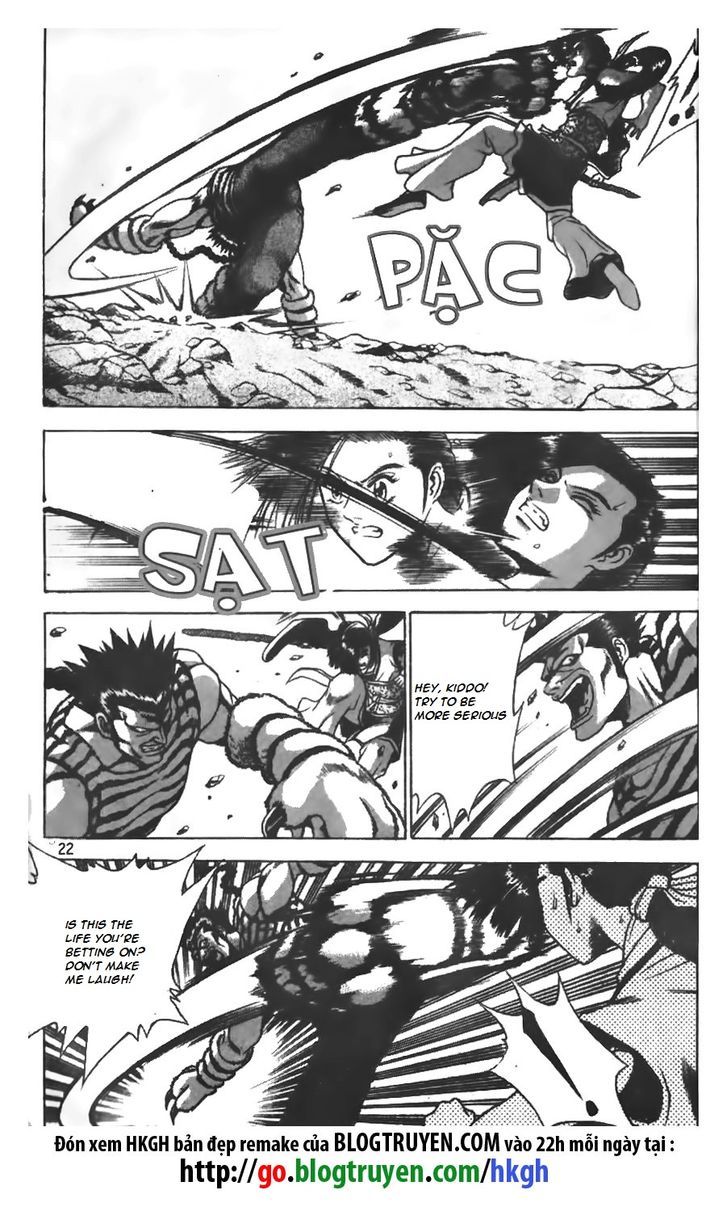 PẶC
SẠT
HEY, KIDDO!
TRY TO BE
MORE SERIOUS
22
IS THIS THE
LIFE YOU'RE
BETTING ON?
DON'T MAKE
ME LAUGH!
Đón xem HKGH bản đẹp remake của BLOGTRUYEN.COM vào 22h mỗi ngày tại :
http://go.blogtruyen.com/hkgh